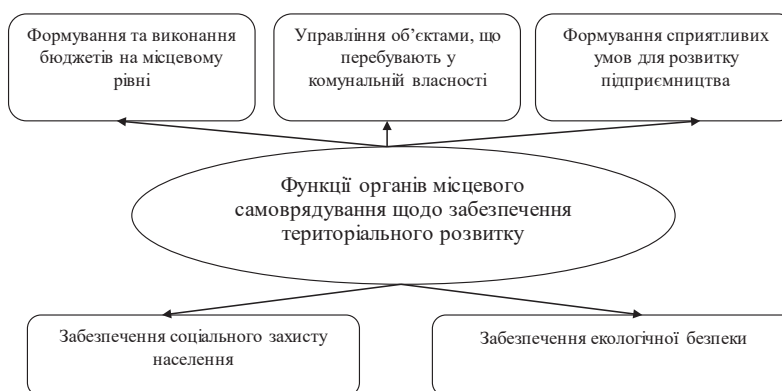 Формування та виконання
бюджетів на місцевому
рівні
Управління об’єктами, що
перебувають у
комунальній власності
Формування сприятливих
умов для розвитку
підприємництва
Функції органів місцевого
самоврядування щодо забезпечення
територіального розвитку
Забезпечення соціального захисту
населення
Забезпечення екологічної безпеки